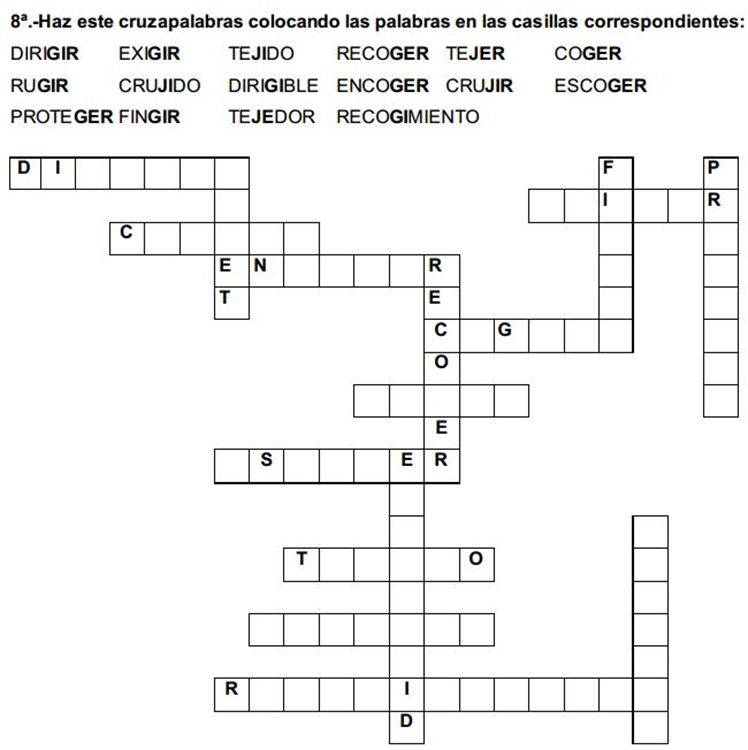 8ª.-Haz este cruzapalabras colocando las palabras en las casillas correspondientes:
DIRIGIR EXIGIR TEJIDO RECOGER TEJER COGER
RUGIR CRUJIDO DIRIGIBLE ENCOGER CRUJIR ESCOGER
PROTEGER FINGIR TEJEDOR RECOGIMIENTO
D I F P
I R
C
E N R
T E
C G
O
E
S E R
T O
R I
D